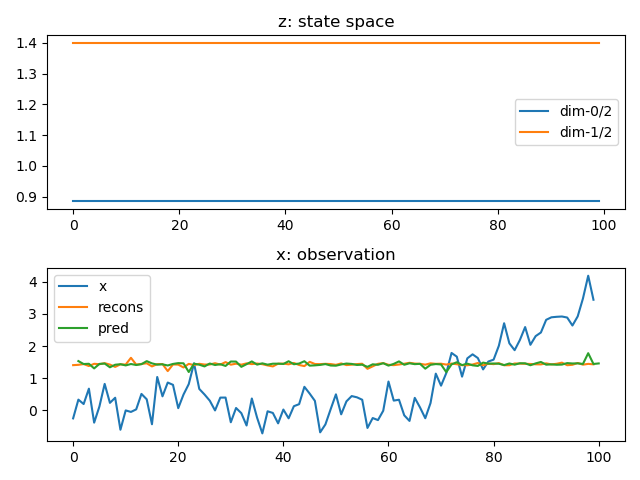 z: state space
1.4
1.3
1.2
1.1
1.0
0.9
dim-0/2
dim-1/2
0 20 40 60 80 100
x: observation
4
3
2
1
0
x
recons
pred
0 20 40 60 80 100